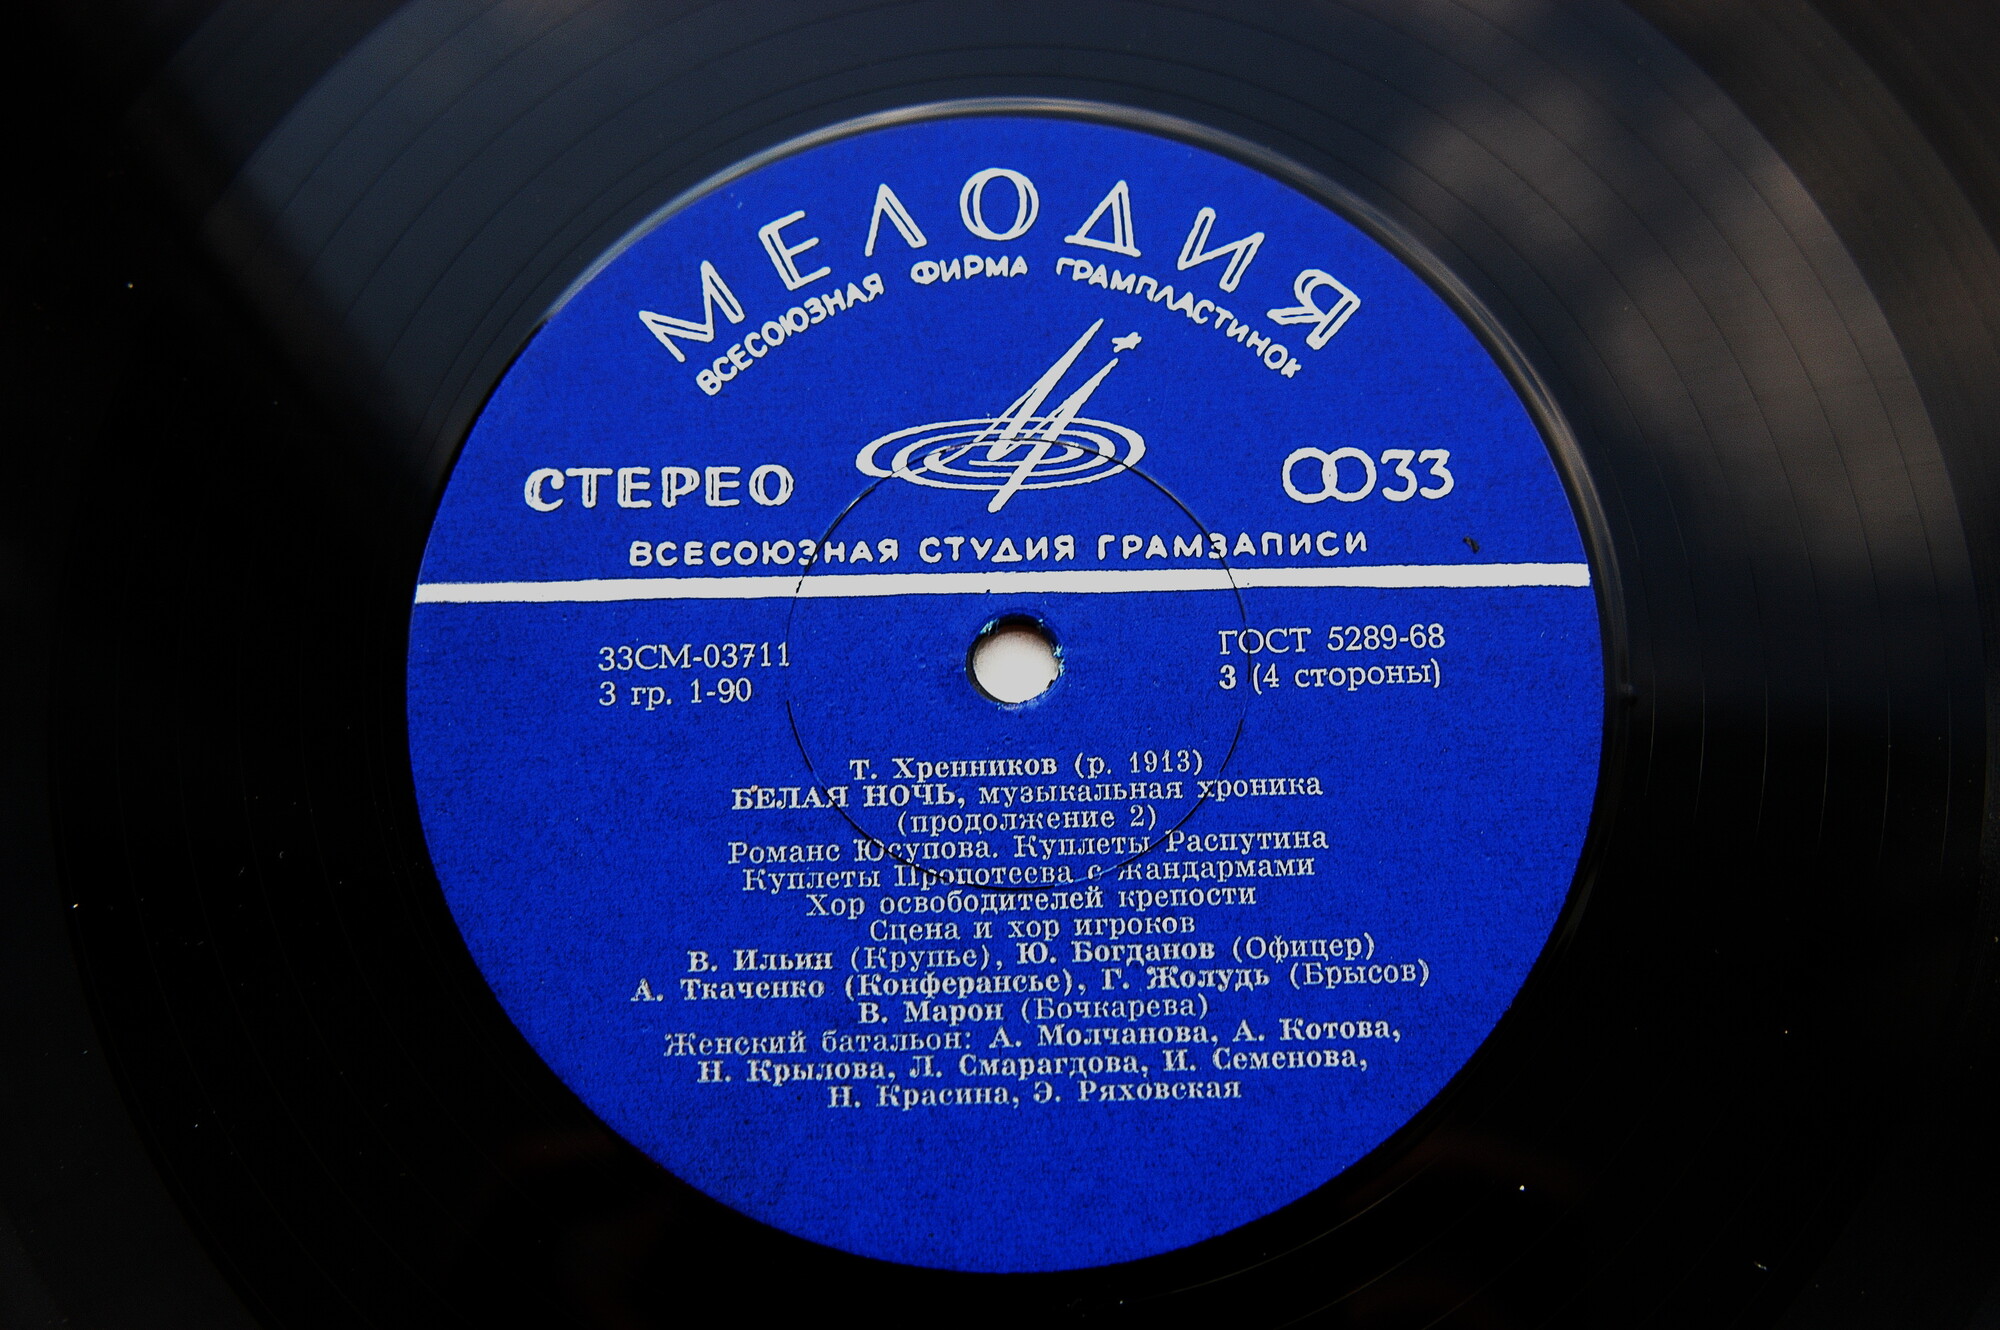 МЕЛОДИЯ
ВСЕСОЮЗНАЯ ФИРМА ГРАМПЛАСТИНОК
СТЕРЕО
33
ВСЕСОЮЗНАЯ СТУДИЯ ГРАМЗАПИСИ
33СМ-03711
3 гр. 1-90
ГОСТ 5289-68
3 (4 стороны)
Т. Хренников (р. 1913)
БЕЛАЯ НОЧЬ, музыкальная хроника
(продолжение 2)
Романс Юсупова. Куплеты Распутина
Куплеты Пропотеева с жандармами
Хор освободителей крепости
Сцена и хор игроков
В. Ильин (Крупье), Ю. Богданов (Офицер)
А. Ткаченко (Конферансье), Г. Жолудь (Брысов)
В. Марон (Бочкарева)
Женский батальон: А. Молчанова, А. Котова,
Н. Крылова, Л. Смарагдова, И. Семенова,
Н. Красина, Э. Ряховская